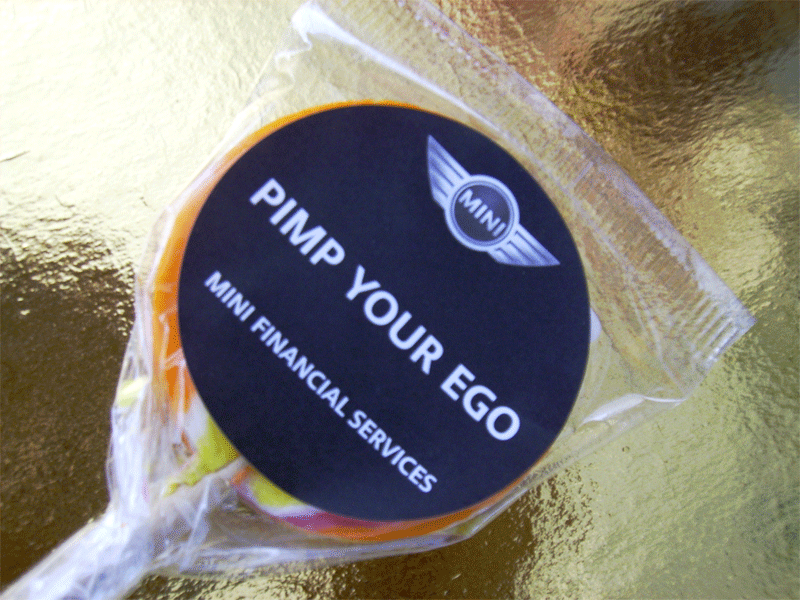 MINI
PIMP YOUR EGO
MINI FINANCIAL SERVICES